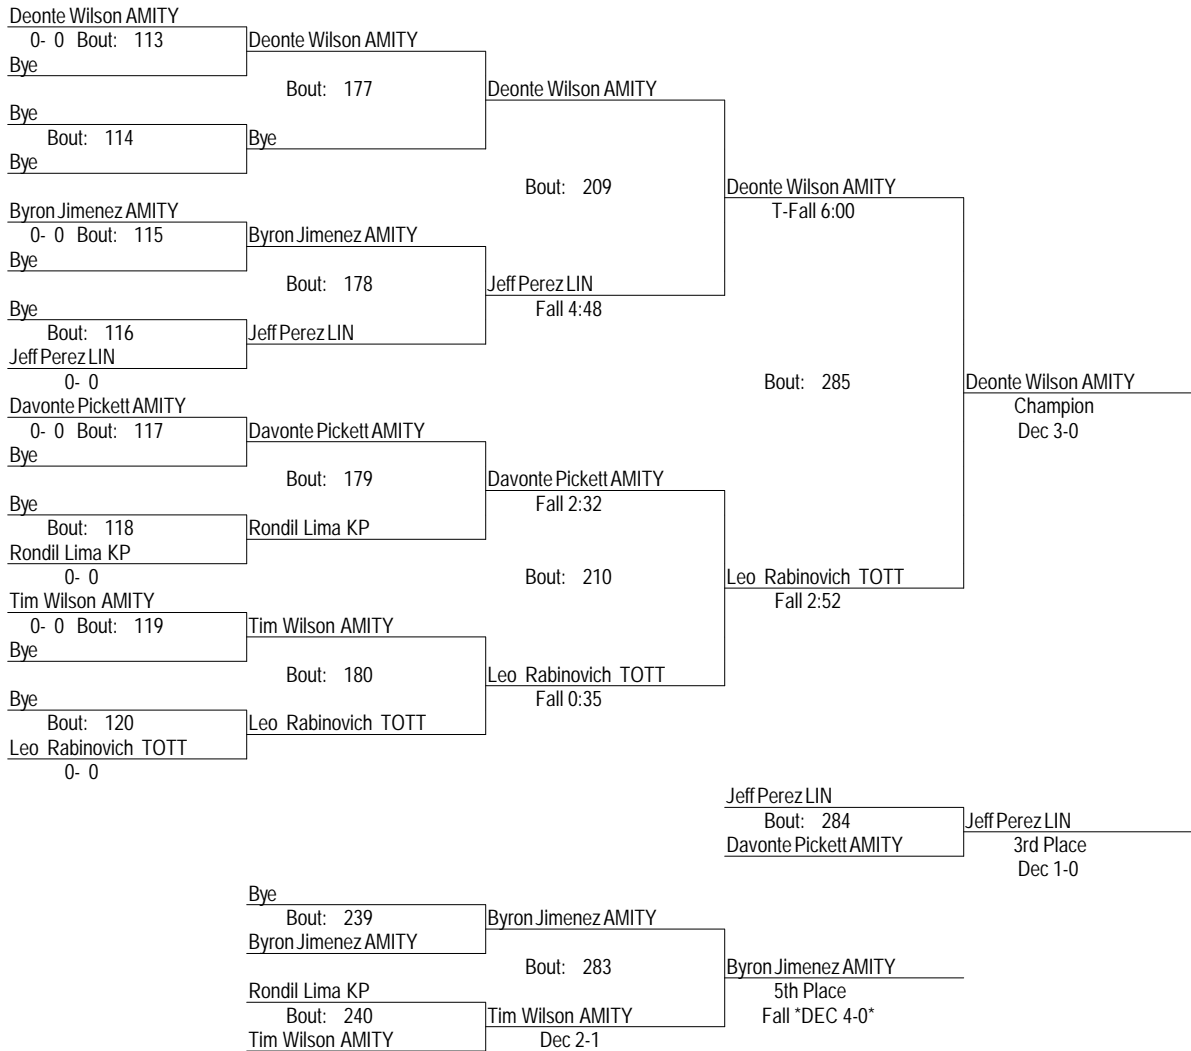 Deonte Wilson AMITY
0- 0 Bout: 113
Deonte Wilson AMITY
Bye
Bout: 177
Deonte Wilson AMITY
Bye
Bout: 114
Bye
Bye
Bout: 209
Deonte Wilson AMITY
T-Fall 6:00
Byron Jimenez AMITY
0- 0 Bout: 115
Byron Jimenez AMITY
Bye
Bout: 178
Jeff Perez LIN
Fall 4:48
Bye
Bout: 116
Jeff Perez LIN
Jeff Perez LIN
0- 0
Bout: 285
Deonte Wilson AMITY
Champion
Dec 3-0
Davonte Pickett AMITY
0- 0 Bout: 117
Davonte Pickett AMITY
Bye
Bout: 179
Davonte Pickett AMITY
Fall 2:32
Bye
Bout: 118
Rondil Lima KP
Rondil Lima KP
0- 0
Bout: 210
Leo Rabinovich TOTT
Fall 2:52
Tim Wilson AMITY
0- 0 Bout: 119
Tim Wilson AMITY
Bye
Bout: 180
Leo Rabinovich TOTT
Fall 0:35
Bye
Bout: 120
Leo Rabinovich TOTT
Leo Rabinovich TOTT
0- 0
Jeff Perez LIN
Bout: 284
Jeff Perez LIN
Davonte Pickett AMITY
3rd Place
Dec 1-0
Bye
Bout: 239
Byron Jimenez AMITY
Byron Jimenez AMITY
Bout: 283
Byron Jimenez AMITY
5th Place
Fall *DEC 4-0*
Rondil Lima KP
Bout: 240
Tim Wilson AMITY
Tim Wilson AMITY
Dec 2-1